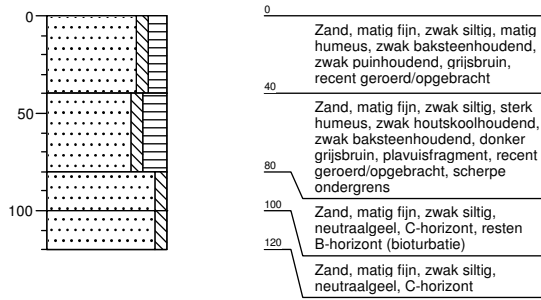 0
50
100
0
Zand, matig fijn, zwak siltig, matig
humeus, zwak baksteenhoudend,
zwak puinhoudend, grijsbruin,
recent geroerd/opgebracht
40
Zand, matig fijn, zwak siltig, sterk
humeus, zwak houtskoolhoudend,
zwak baksteenhoudend, donker
grijsbruin, plavuisfragment, recent
geroerd/opgebracht, scherpe
ondergrens
80
100
Zand, matig fijn, zwak siltig,
neutraalgeel, C-horizont, resten
B-horizont (bioturbatie)
120
Zand, matig fijn, zwak siltig,
neutraalgeel, C-horizont